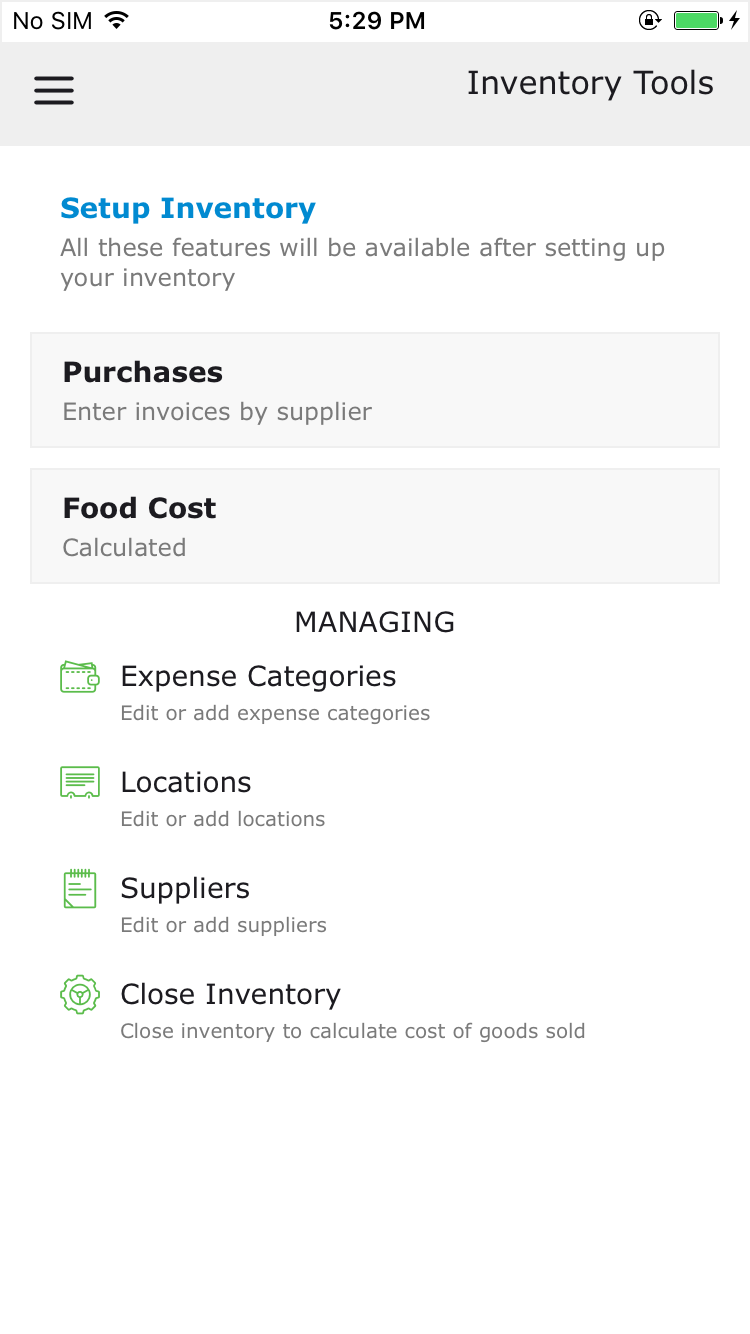 No SIM 5:29 PM
Inventory Tools
Setup Inventory
All these features will be available after setting up
your inventory
Purchases
Enter invoices by supplier
Food Cost
Calculated
MANAGING
Expense Categories
Edit or add expense categories
Locations
Edit or add locations
Suppliers
Edit or add suppliers
Close Inventory
Close inventory to calculate cost of goods sold